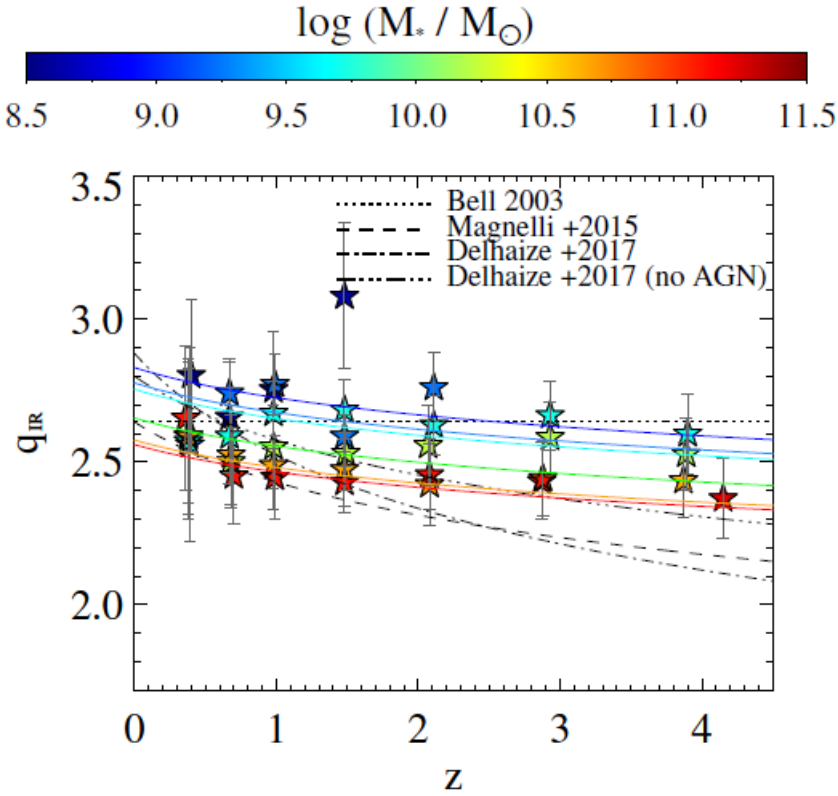 log (M* / M☉)
8.5 9.0 9.5 10.0 10.5 11.0 11.5
3.5
Bell 2003
Magnelli +2015
Delhaize +2017
Delhaize +2017 (no AGN)
3.0
qIR
2.5
2.0
0 1 2 3 4
z